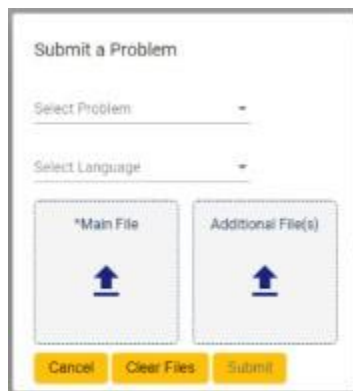 Submit a Problem
Select Problem
Select Language
*Main File Additional File(s)
Cancel Clear Files Submit